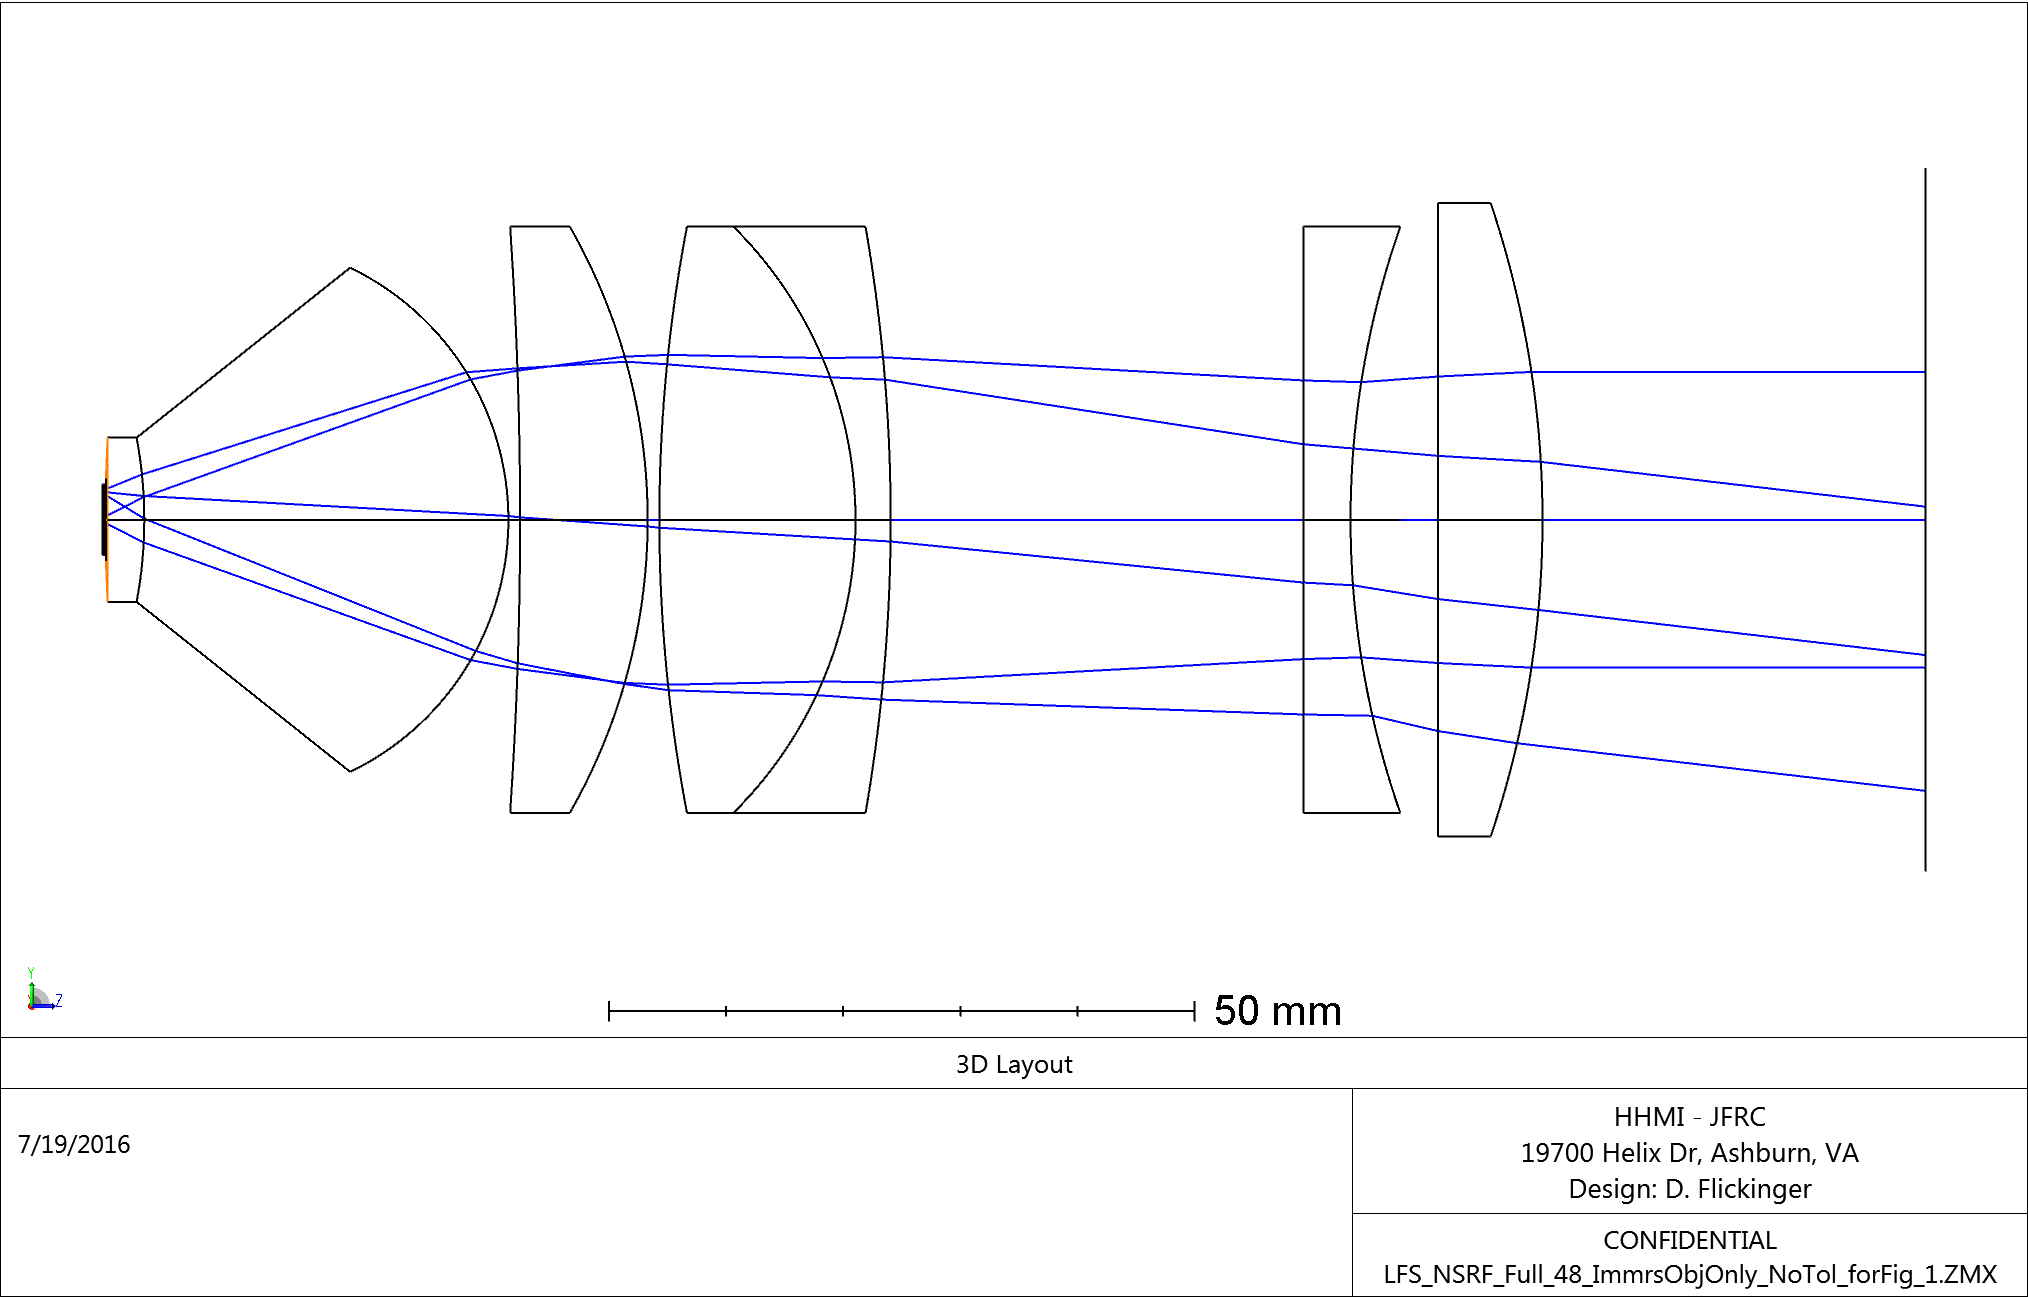 Y
Z
50 mm
3D Layout
7/19/2016
HHMI - JFRC
19700 Helix Dr, Ashburn, VA
Design: D. Flickinger
CONFIDENTIAL
LFS_NSRF_Full_48_ImmrsObjOnly_NoTol_forFig_1.ZMX